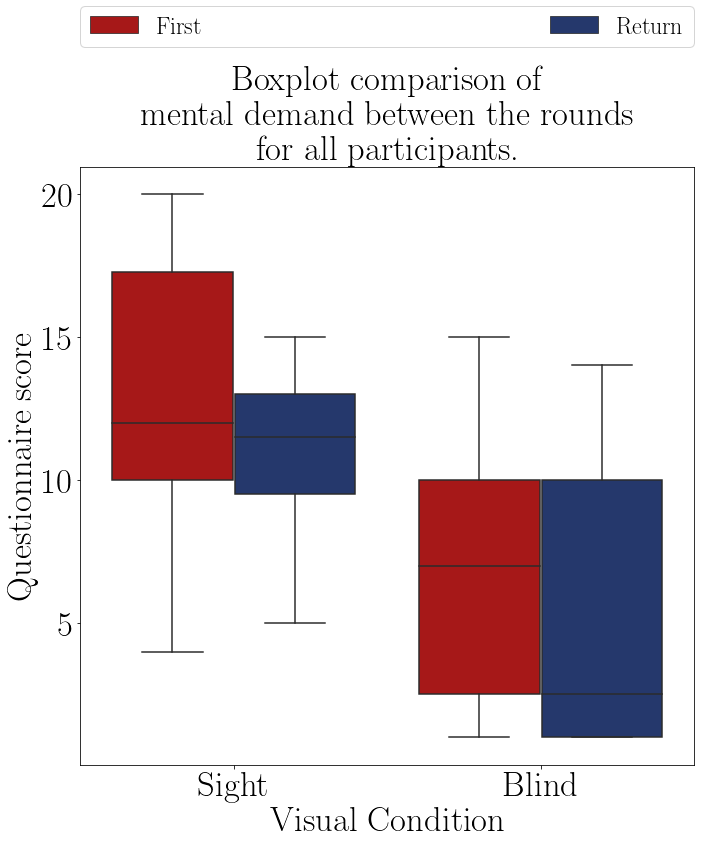 First
Return
Boxplot comparison of
mental demand between the rounds
for all participants.
Questionnaire score
20
15
10
5
Sight
Blind
Visual Condition